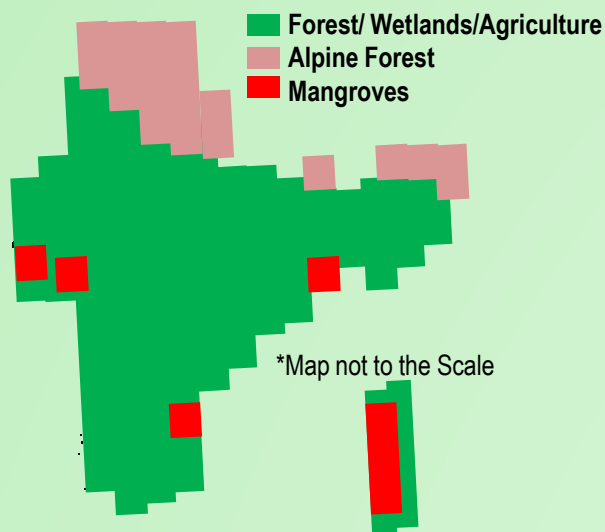 Forest/ Wetlands/Agriculture
Alpine Forest
Mangroves
*Map not to the Scale